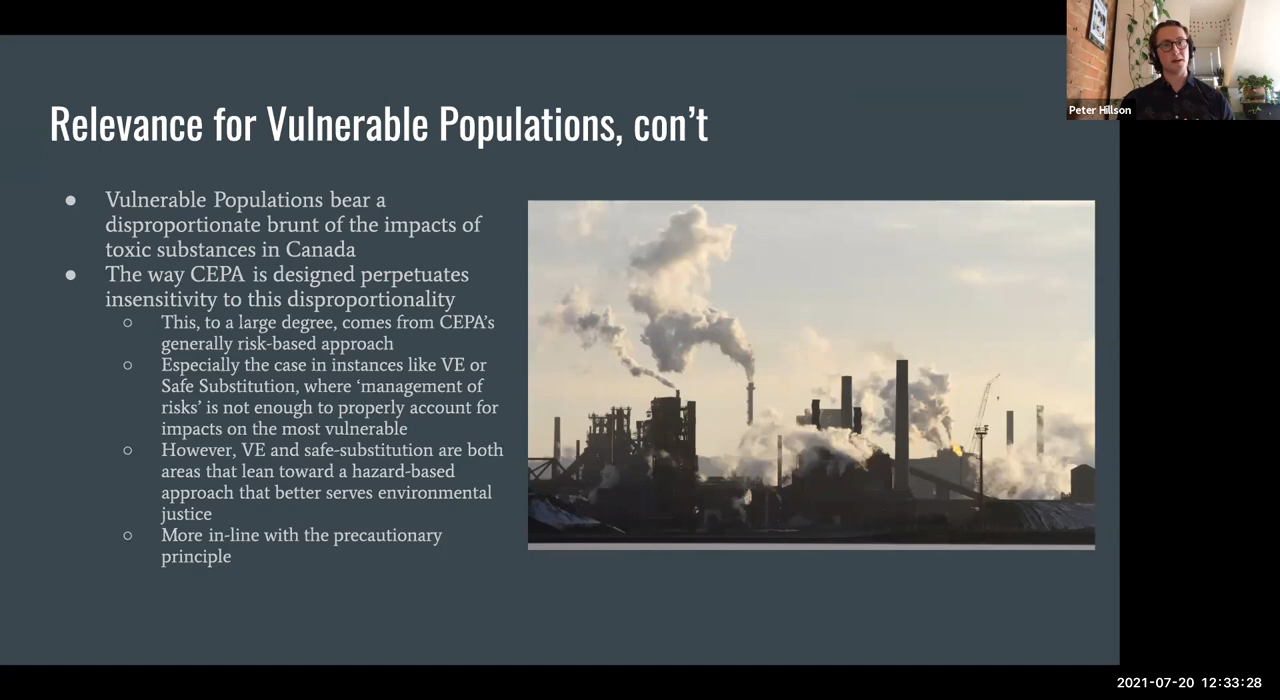 Peter Hillson
Relevance for Vulnerable Populations, con’t
● Vulnerable Populations bear a
disproportionate brunt of the impacts of
toxic substances in Canada
● The way CEPA is designed perpetuates
insensitivity to this disproportionality
○ This, to a large degree, comes from CEPA’s
generally risk-based approach
○ Especially the case in instances like VE or
Safe Substitution, where ‘management of
risks’ is not enough to properly account for
impacts on the most vulnerable
○ However, VE and safe-substitution are both
areas that lean toward a hazard-based
approach that better serves environmental
justice
○ More in-line with the precautionary
principle
2021-07-20 12:33:28